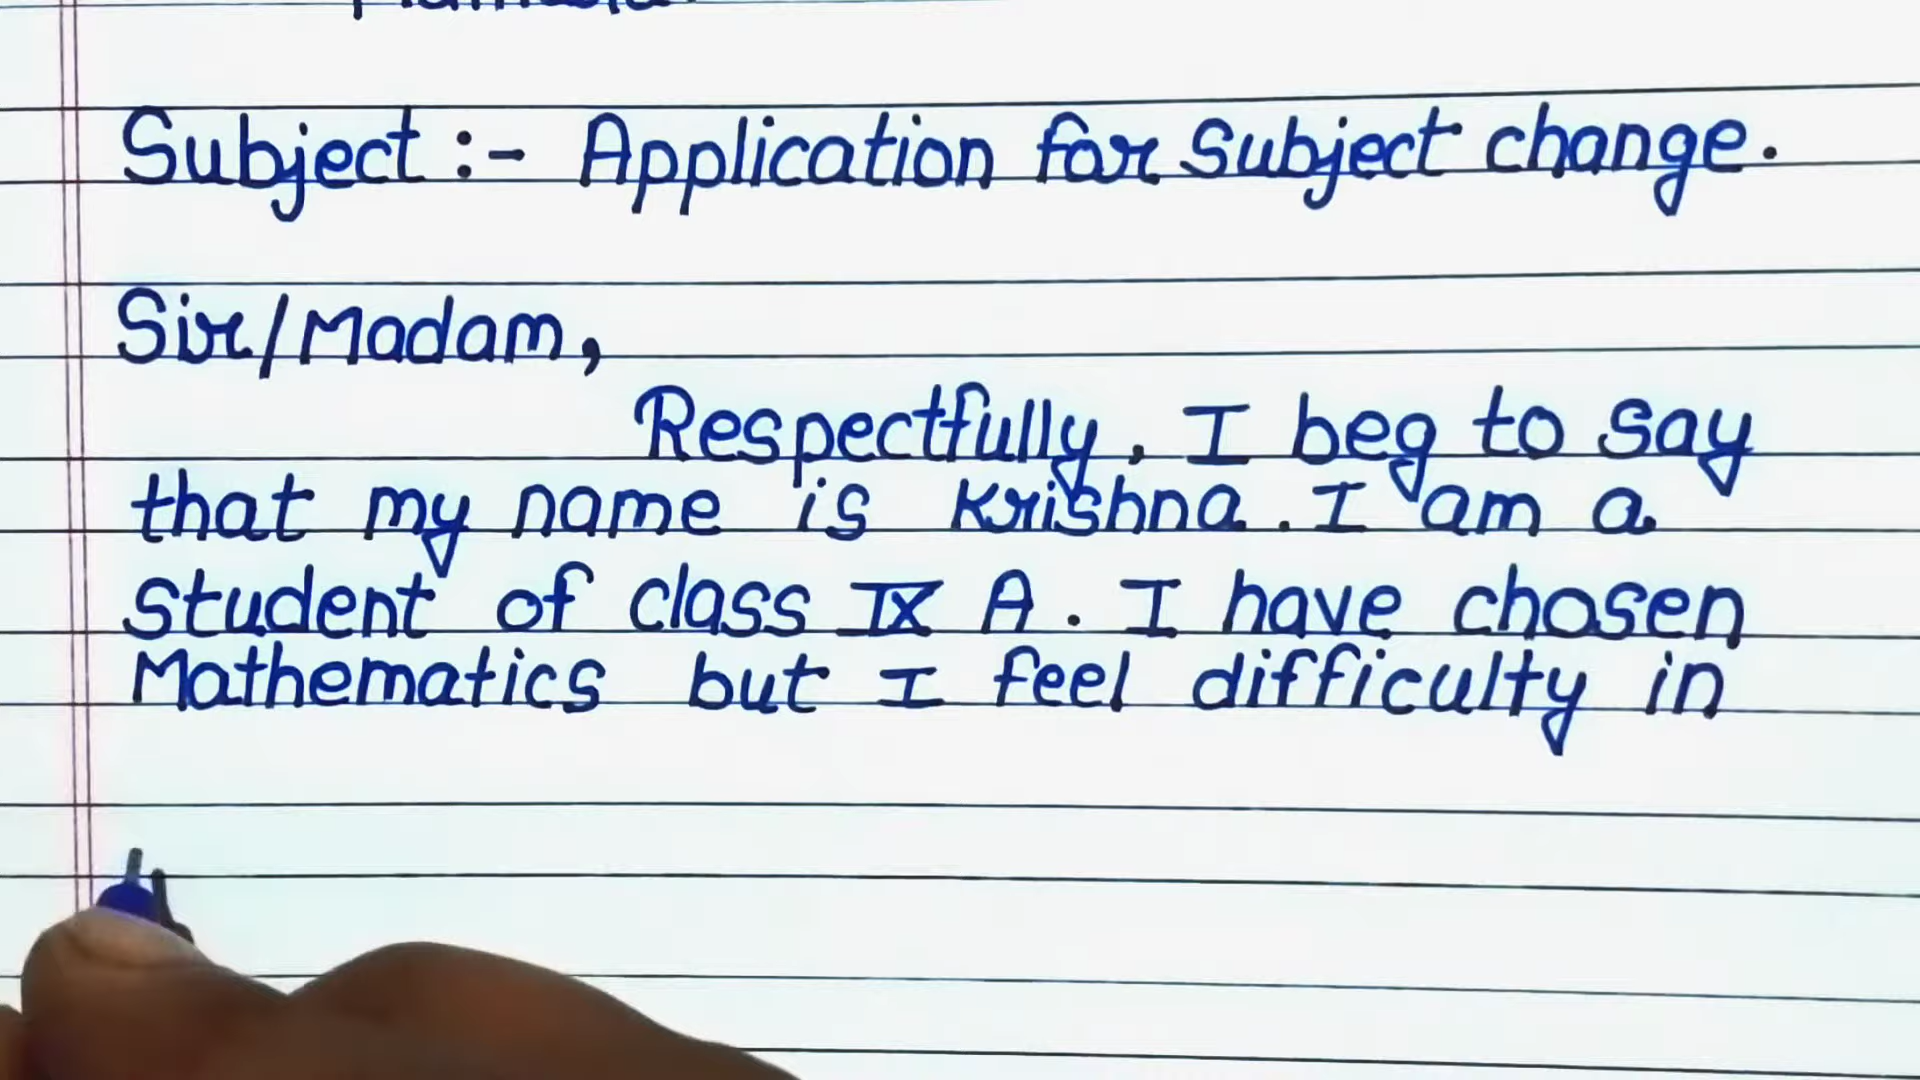 Subject :- Application for Subject change.
Sir/Madam,
Respectfully, I beg to say
that my name is Krishna. I am a
Student of class IX A. I have chosen
Mathematics but I feel difficulty in